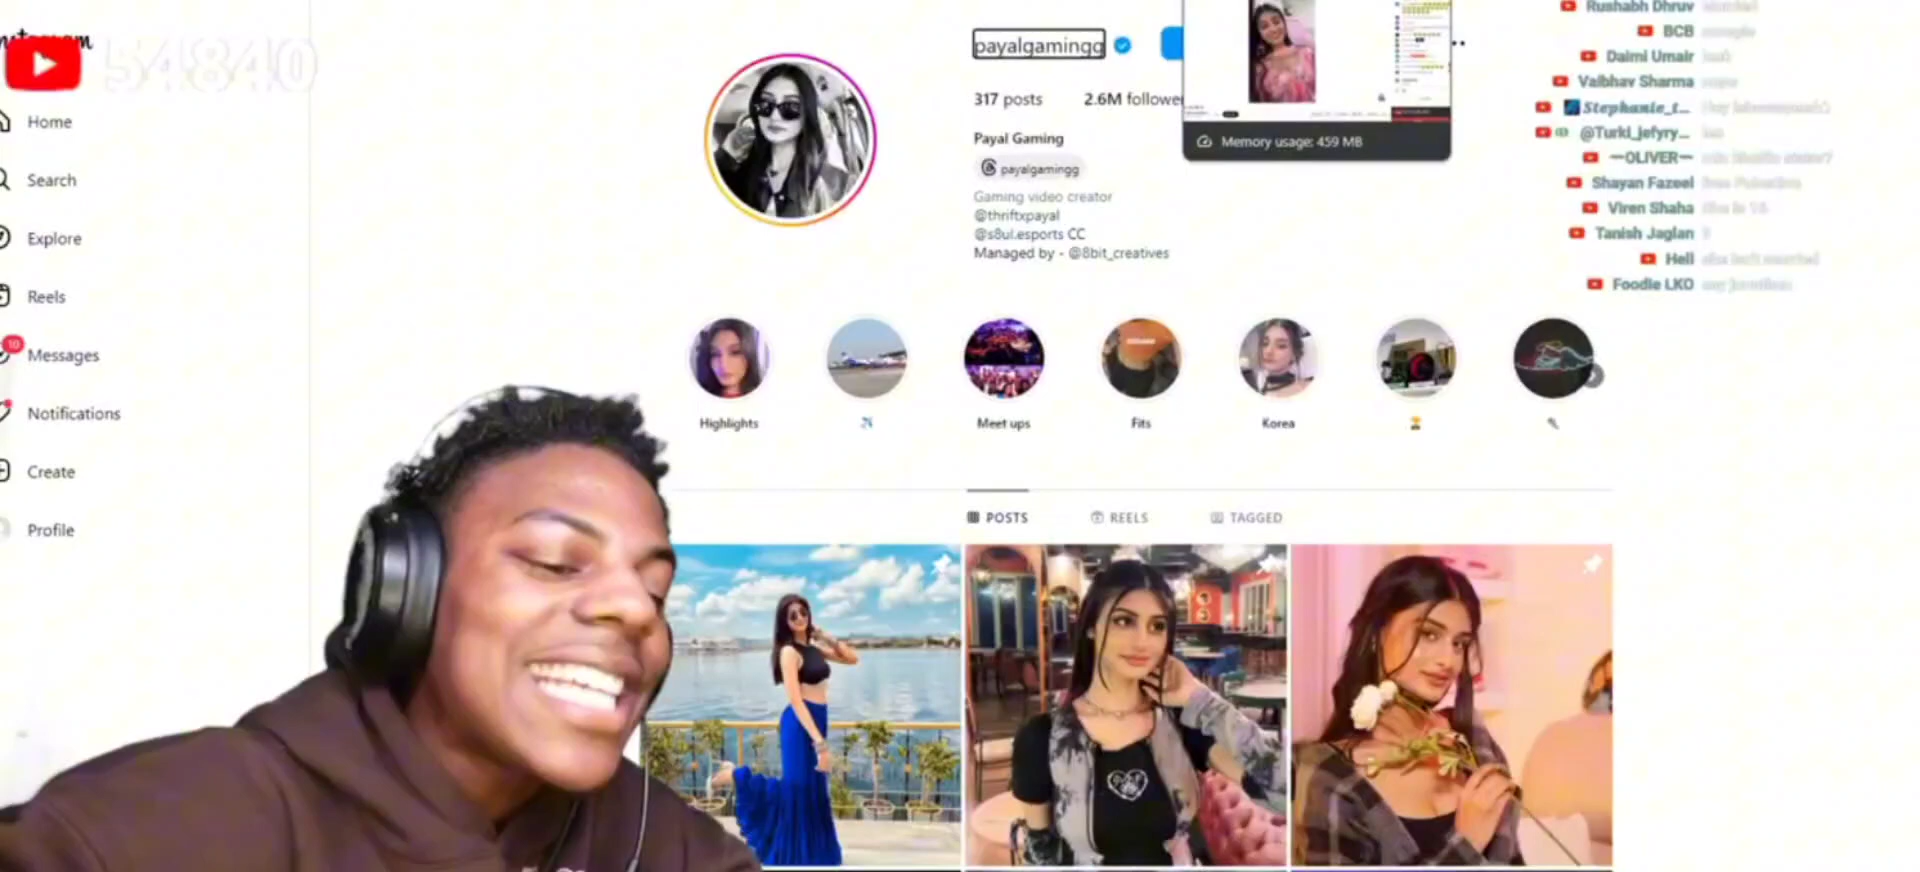 54840
Home
Search
Explore
Reels
10
Messages
Notifications
Create
Profile
payalgamingg
317 posts 2.6M followe
Payal Gaming
payalgamingg
Gaming video creator
@thriftxpayal
@s8ul.esports CC
Managed by - @8bit_creatives
Memory usage: 459 MB
Highlights
Meet ups
Fits
Korea
POSTS
REELS
TAGGED
Rushabh Dhruv
BCB
Daimi Umair
Vaibhav Sharma
Stephanie_t...
@Turki_jefyry...
OLIVER
Shayan Fazeel
Viren Shaha
Tanish Jaglan
Hell
Foodie LKO